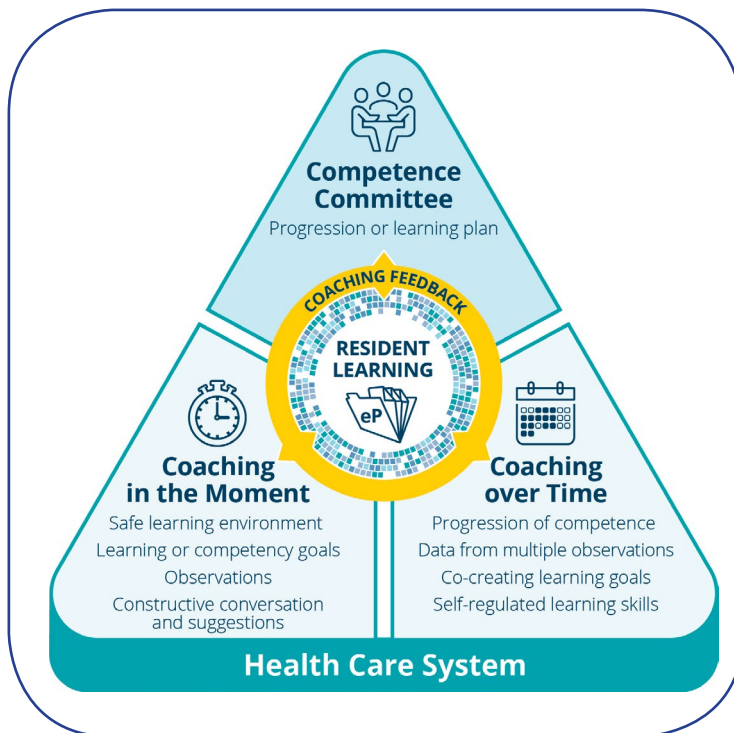 Competence
Committee
Progression or learning plan
COACHING FEEDBACK
RESIDENT
LEARNING
eP
Coaching
in the Moment
Safe learning environment
Learning or competency goals
Observations
Constructive conversation
and suggestions
Coaching
over Time
Progression of competence
Data from multiple observations
Co-creating learning goals
Self-regulated learning skills
Health Care System